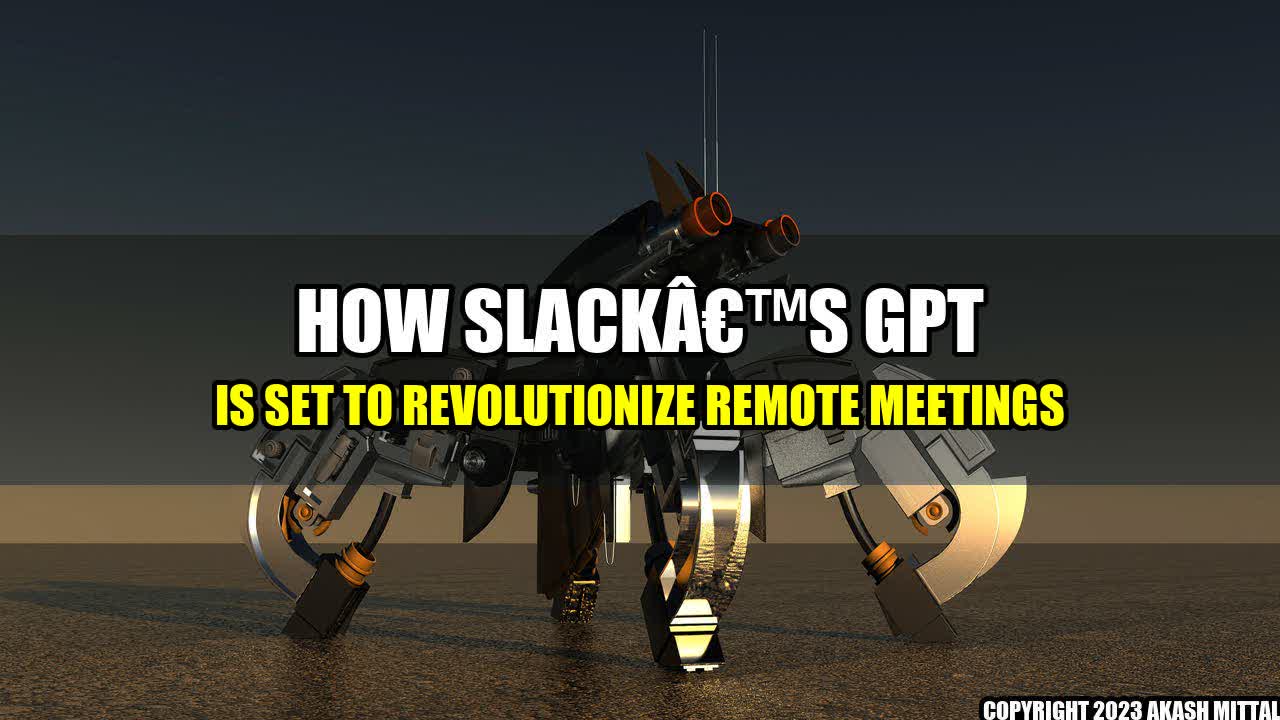 HOW SLACKÂ€™S GPT
IS SET TO REVOLUTIONIZE REMOTE MEETINGS
COPYRIGHT 2023 AKASH MITTAL